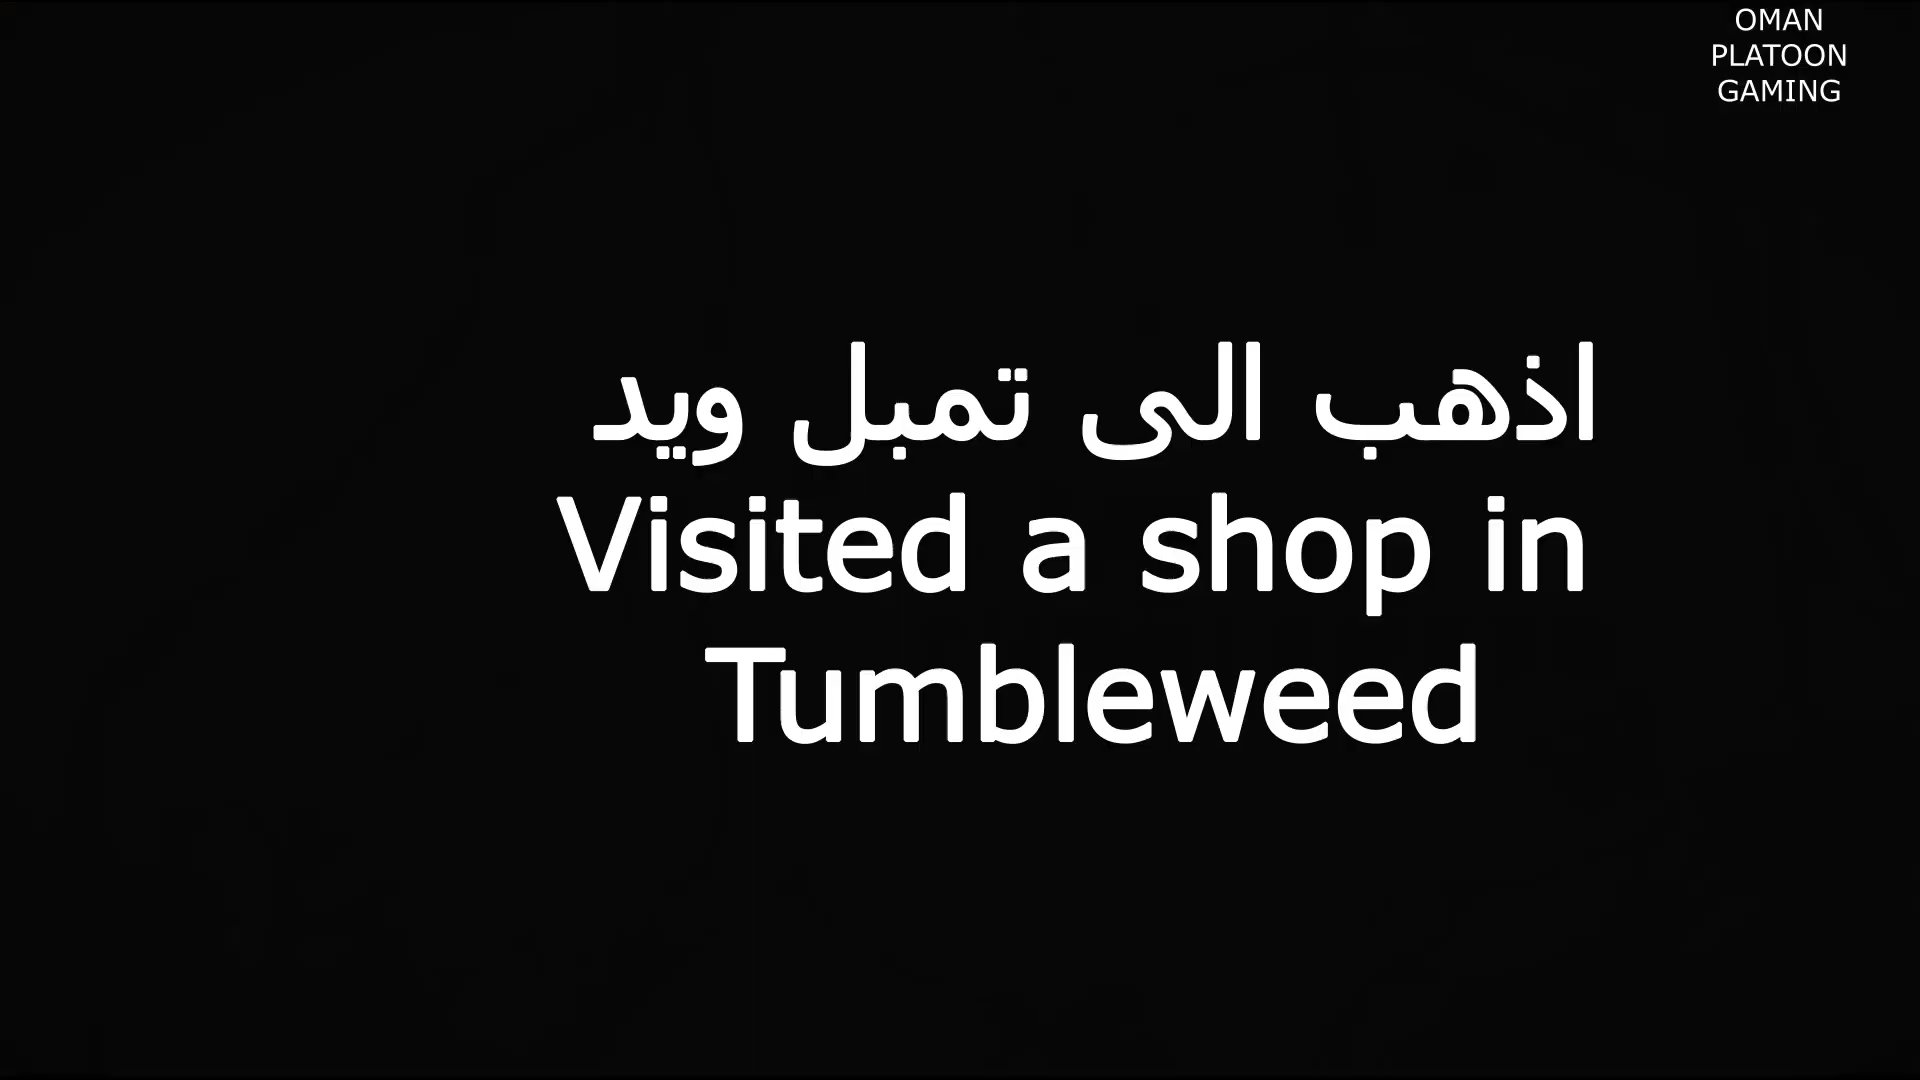 OMAN
PLATOON
GAMING
اذهب الى تمبل ويد
Visited a shop in
Tumbleweed